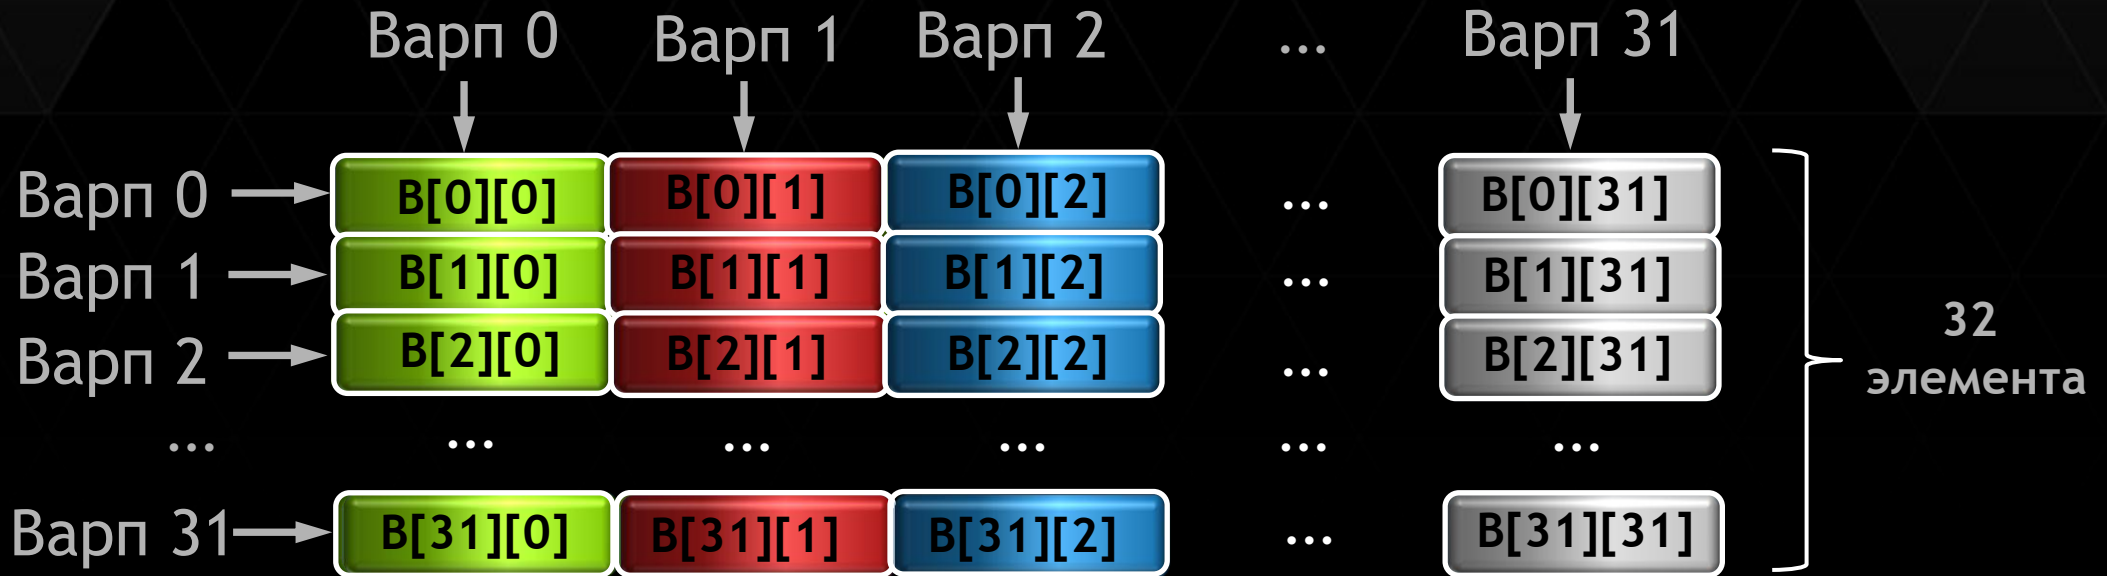 Варп 0 Варп 1 Варп 2 ... Варп 31
Варп 0 B[0][0] B[0][1] B[0][2] ... B[0][31]
Варп 1 B[1][0] B[1][1] B[1][2] ... B[1][31]
Варп 2 B[2][0] B[2][1] B[2][2] ... B[2][31]
32
элемента
... ... ... ... ... ...
Варп 31 B[31][0] B[31][1] B[31][2] ... B[31][31]